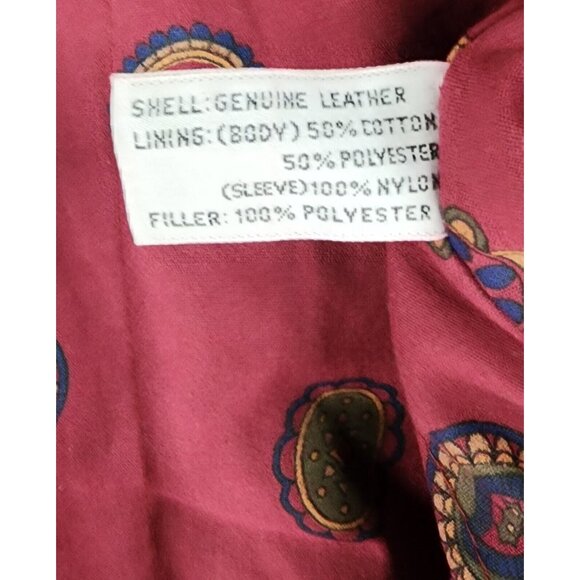 SHELL: GENUINE LEATHER
LINING: (BODY) 50% COTTON
50% POLYESTER
(SLEEVE) 100% NYLON
FILLER: 100% POLYESTER